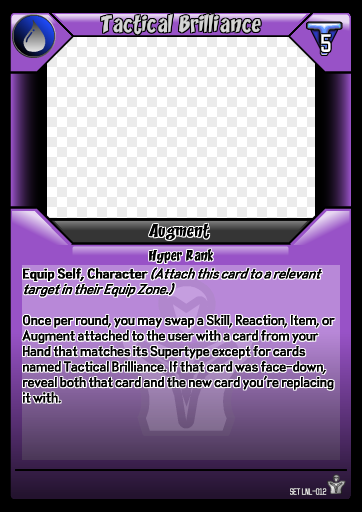 Tactical Brilliance
5
Augment
Hyper Rank
Equip Self, Character (Attach this card to a relevant
target in their Equip Zone.)
Once per round, you may swap a Skill, Reaction, Item, or
Augment attached to the user with a card from your
Hand that matches its Supertype except for cards
named Tactical Brilliance. If that card was face-down,
reveal both that card and the new card you're replacing
it with.
SET LNL-012